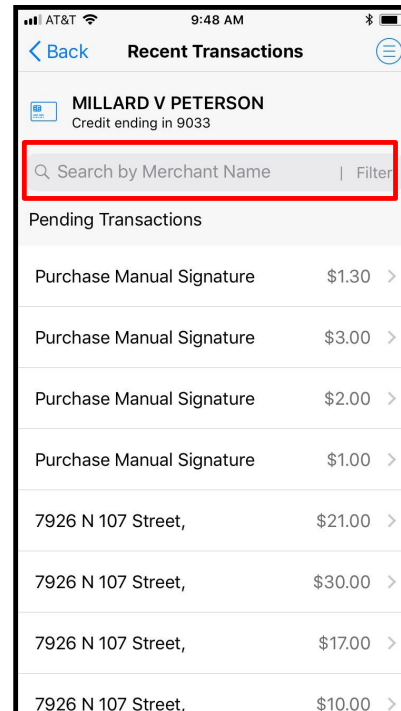 AT&T 9:48 AM
Back Recent Transactions
MILLARD V PETERSON
Credit ending in 9033
Search by Merchant Name | Filter
Pending Transactions
Purchase Manual Signature $1.30
Purchase Manual Signature $3.00
Purchase Manual Signature $2.00
Purchase Manual Signature $1.00
7926 N 107 Street, $21.00
7926 N 107 Street, $30.00
7926 N 107 Street, $17.00
7926 N 107 Street, $10.00